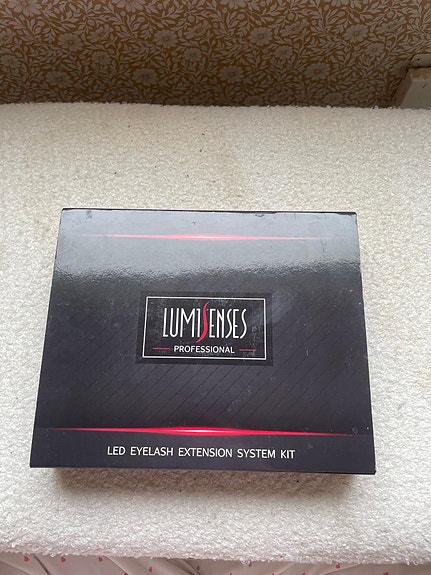 LUMISENSES
PROFESSIONAL
LED EYELASH EXTENSION SYSTEM KIT